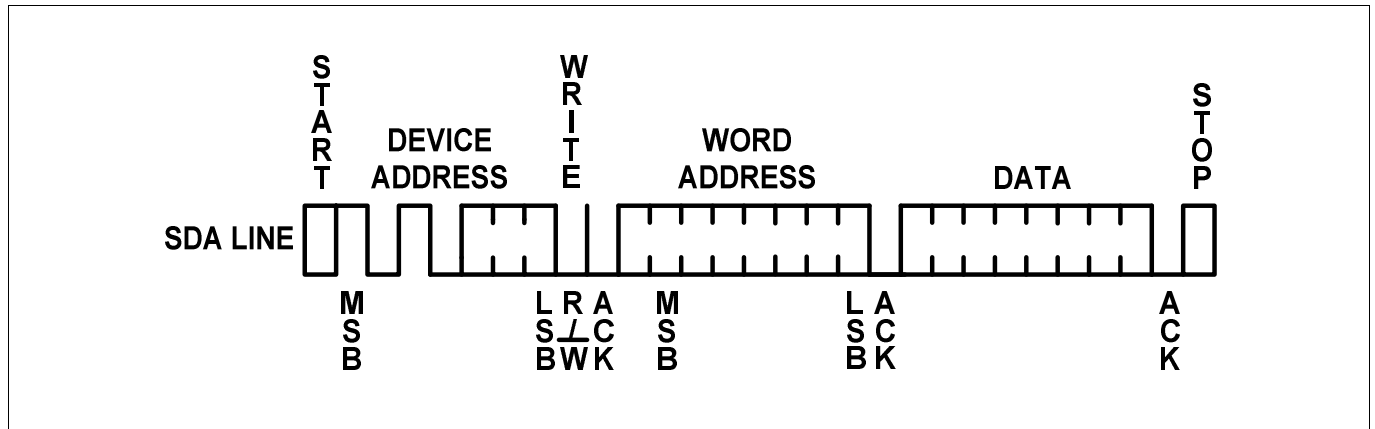 START
WRITE
STOP
DEVICE
ADDRESS
WORD
ADDRESS
DATA
SDA LINE
MSB
LSB
R/W
ACK
MSB
LSB
ACK
ACK